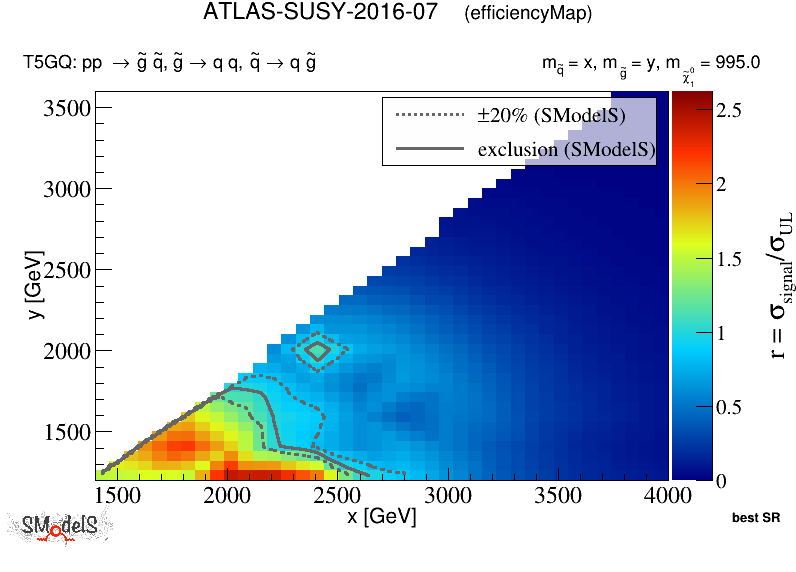 ATLAS-SUSY-2016-07 (efficiencyMap)
T5GQ: pp → g̃ q̃, g̃ → q q, q̃ → q g̃
m_q̃ = x, m_g̃ = y, m_χ̃₁⁰ = 995.0
±20% (SModelS)
exclusion (SModelS)
3500
3000
2500
2000
1500
y [GeV]
1500 2000 2500 3000 3500 4000
x [GeV]
2.5
2
1.5
1
0.5
0
r = σ_signal/σ_UL
best SR
SModelS